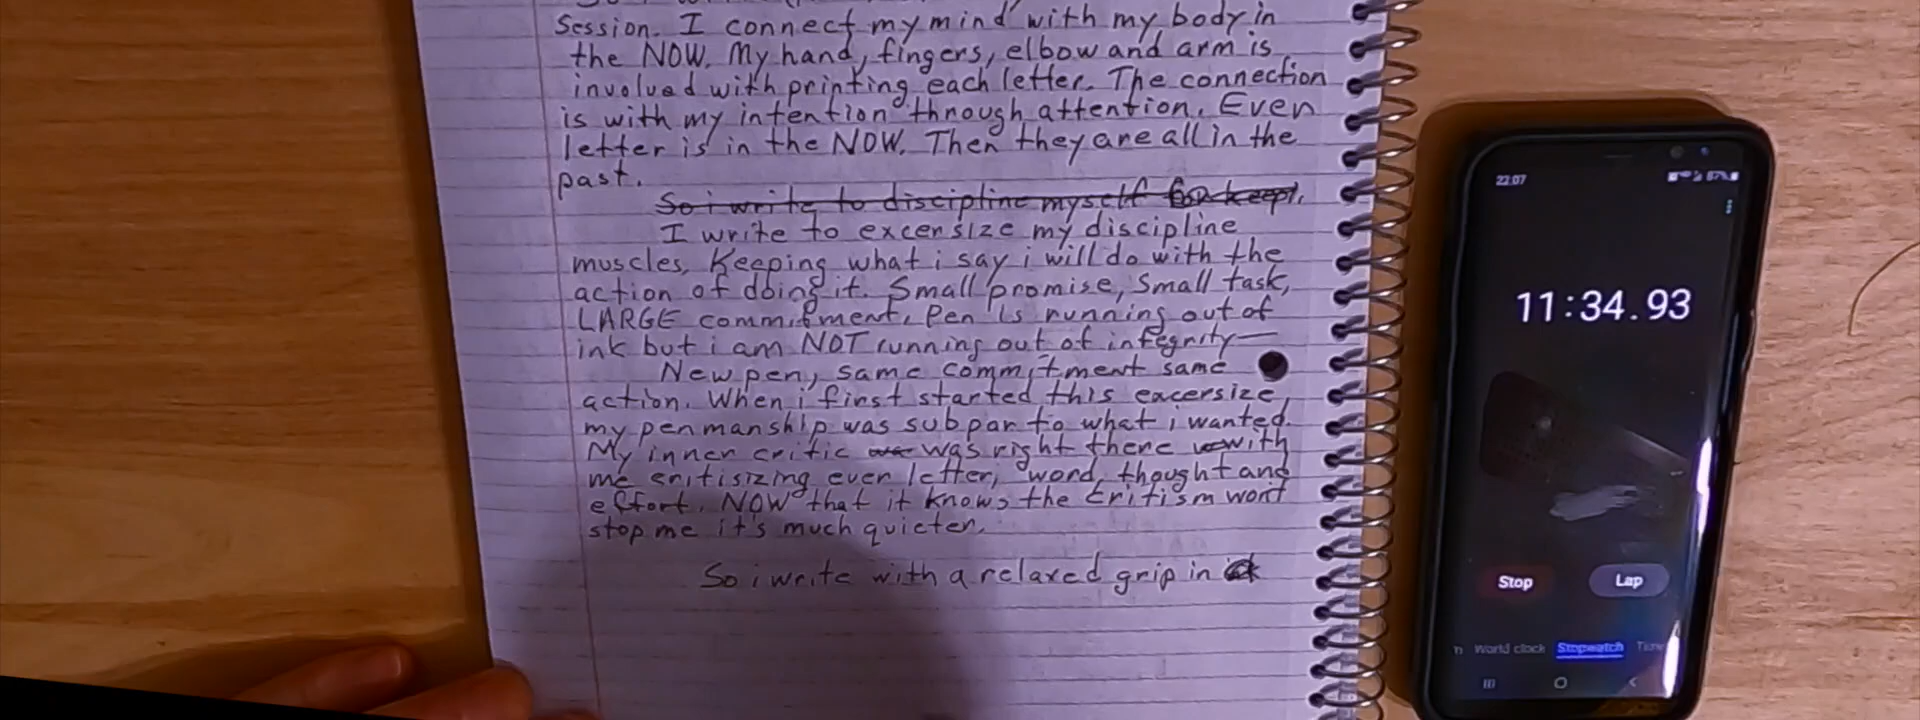 Session. I connect my mind with my body in
the NOW. My hand, fingers, elbow and arm is
involved with printing each letter. The connection
is with my intention through attention. Even
letter is in the NOW. Then they are all in the
past.
So i write to discipline myself for keept.
I write to excersize my discipline
muscles. Keeping what i say i will do with the
action of doing it. Small promise, Small task,
LARGE commitment. Pen is running out of
ink but i am NOT running out of integrity—
New pen, same commitment same
action. When i first started this excersize,
my penmanship was subpar to what i wanted.
My inner critic was right there with
me critisizing ever letter, word, thought and
effort. NOW that it knows the critism won't
stop me it's much quieter.
So i write with a relaxed grip in
22:07
87%
11:34.93
Stop
Lap
World clock
Stopwatch